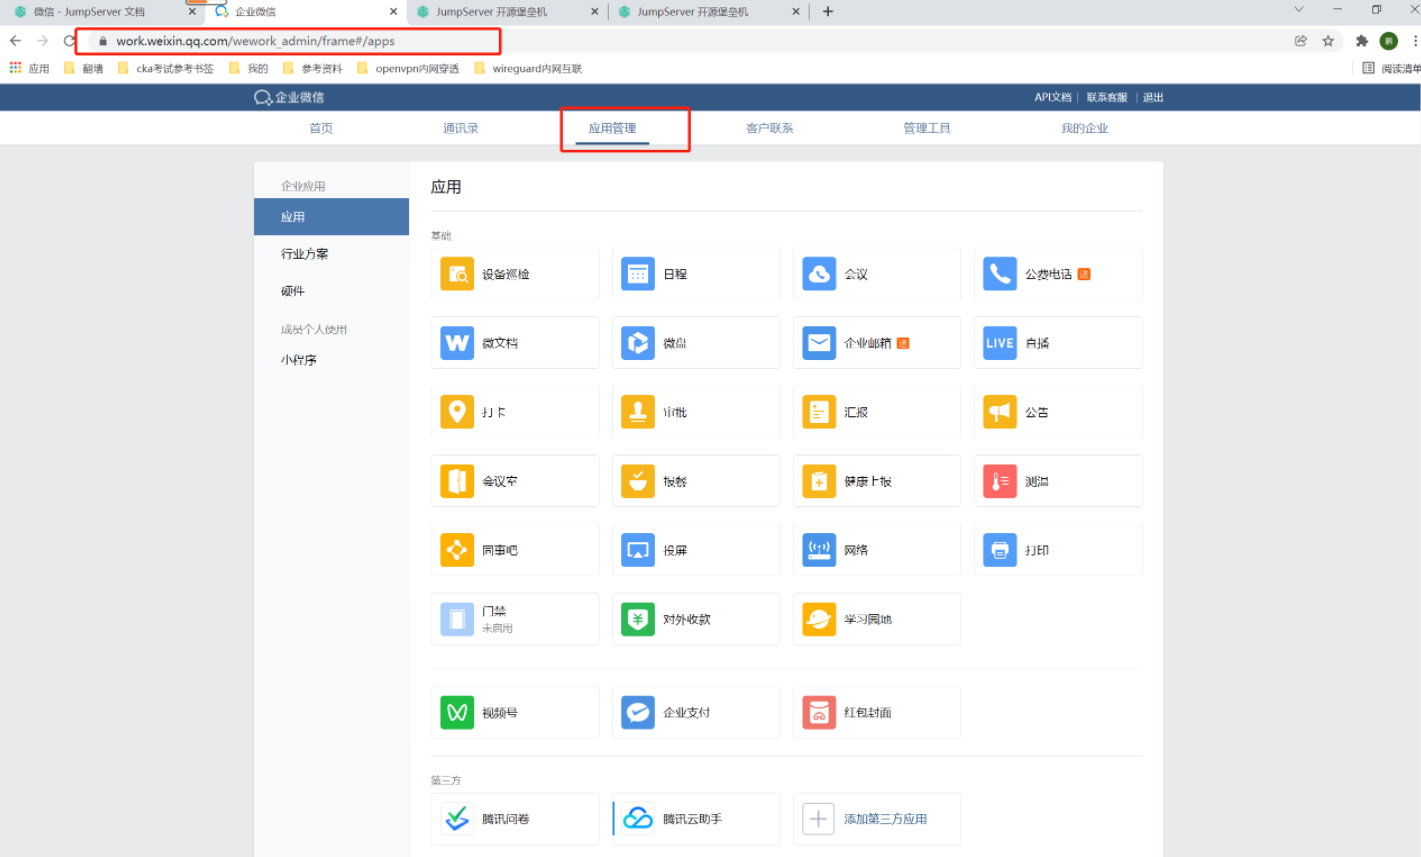 微信 - JumpServer 文档
企业微信
JumpServer 开源堡垒机
JumpServer 开源堡垒机
work.weixin.qq.com/wework_admin/frame#/apps
应用
翻墙
cka考试参考书签
我的
参考资料
openvpn内网穿透
wireguard内网互联
阅读清单
企业微信
API文档 | 联系客服 | 退出
首页
通讯录
应用管理
客户联系
管理工具
我的企业
企业应用
应用
行业方案
硬件
成员个人使用
小程序
应用
基础
设备巡检
日程
会议
公费电话 送
微文档
微盘
企业邮箱 送
LIVE 直播
打卡
审批
汇报
公告
会议室
报餐
健康上报
测温
同事吧
投屏
网络
打印
门禁
未启用
对外收款
学习园地
视频号
企业支付
红包封面
第三方
腾讯问卷
腾讯云助手
添加第三方应用